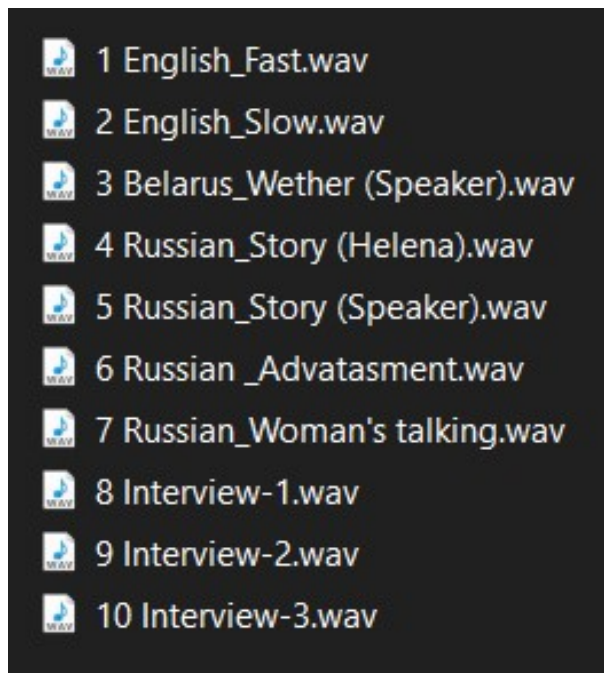 1 English_Fast.wav
2 English_Slow.wav
3 Belarus_Wether (Speaker).wav
4 Russian_Story (Helena).wav
5 Russian_Story (Speaker).wav
6 Russian _Advatasment.wav
7 Russian_Woman's talking.wav
8 Interview-1.wav
9 Interview-2.wav
10 Interview-3.wav